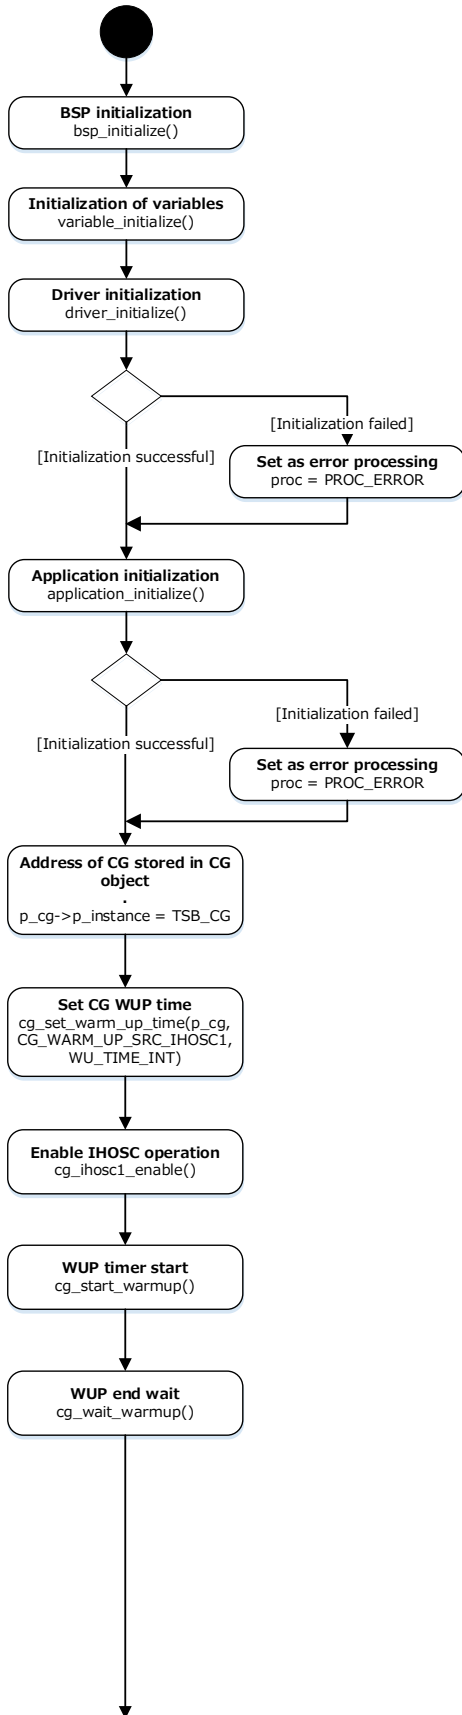 BSP initialization
bsp_initialize()
Initialization of variables
variable_initialize()
Driver initialization
driver_initialize()
[Initialization failed]
[Initialization successful]
Set as error processing
proc = PROC_ERROR
Application initialization
application_initialize()
[Initialization failed]
[Initialization successful]
Set as error processing
proc = PROC_ERROR
Address of CG stored in CG
object
.
p_cg->p_instance = TSB_CG
Set CG WUP time
cg_set_warm_up_time(p_cg,
CG_WARM_UP_SRC_IHOSC1,
WU_TIME_INT)
Enable IHOSC operation
cg_ihosc1_enable()
WUP timer start
cg_start_warmup()
WUP end wait
cg_wait_warmup()